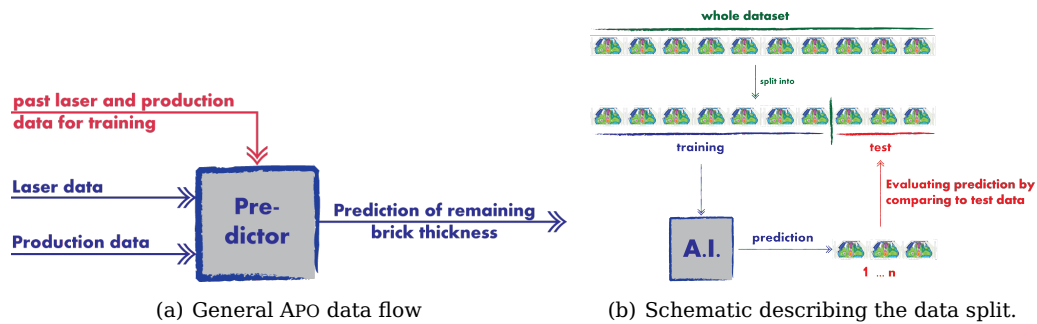 past laser and production
data for training
Laser data
Production data
Pre-
dictor
Prediction of remaining
brick thickness
(a) General APO data flow
whole dataset
split into
training
test
Evaluating prediction by
comparing to test data
A.I.
prediction
1 ... n
(b) Schematic describing the data split.